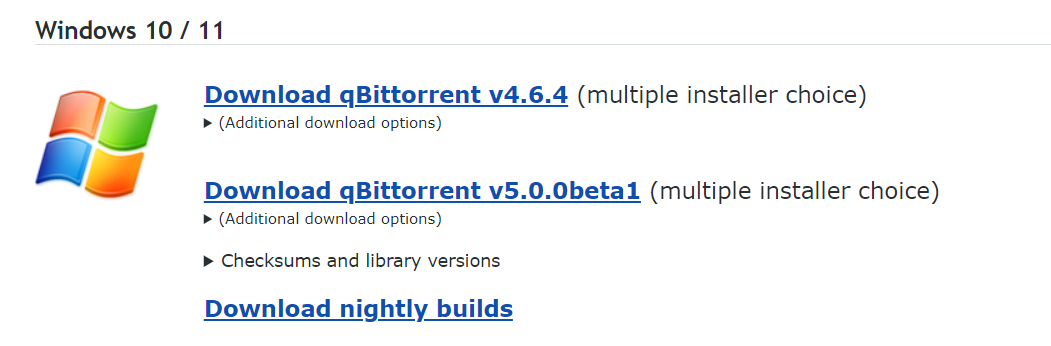 Windows 10 / 11
Download qBittorrent v4.6.4 (multiple installer choice)
(Additional download options)
Download qBittorrent v5.0.0beta1 (multiple installer choice)
(Additional download options)
Checksums and library versions
Download nightly builds